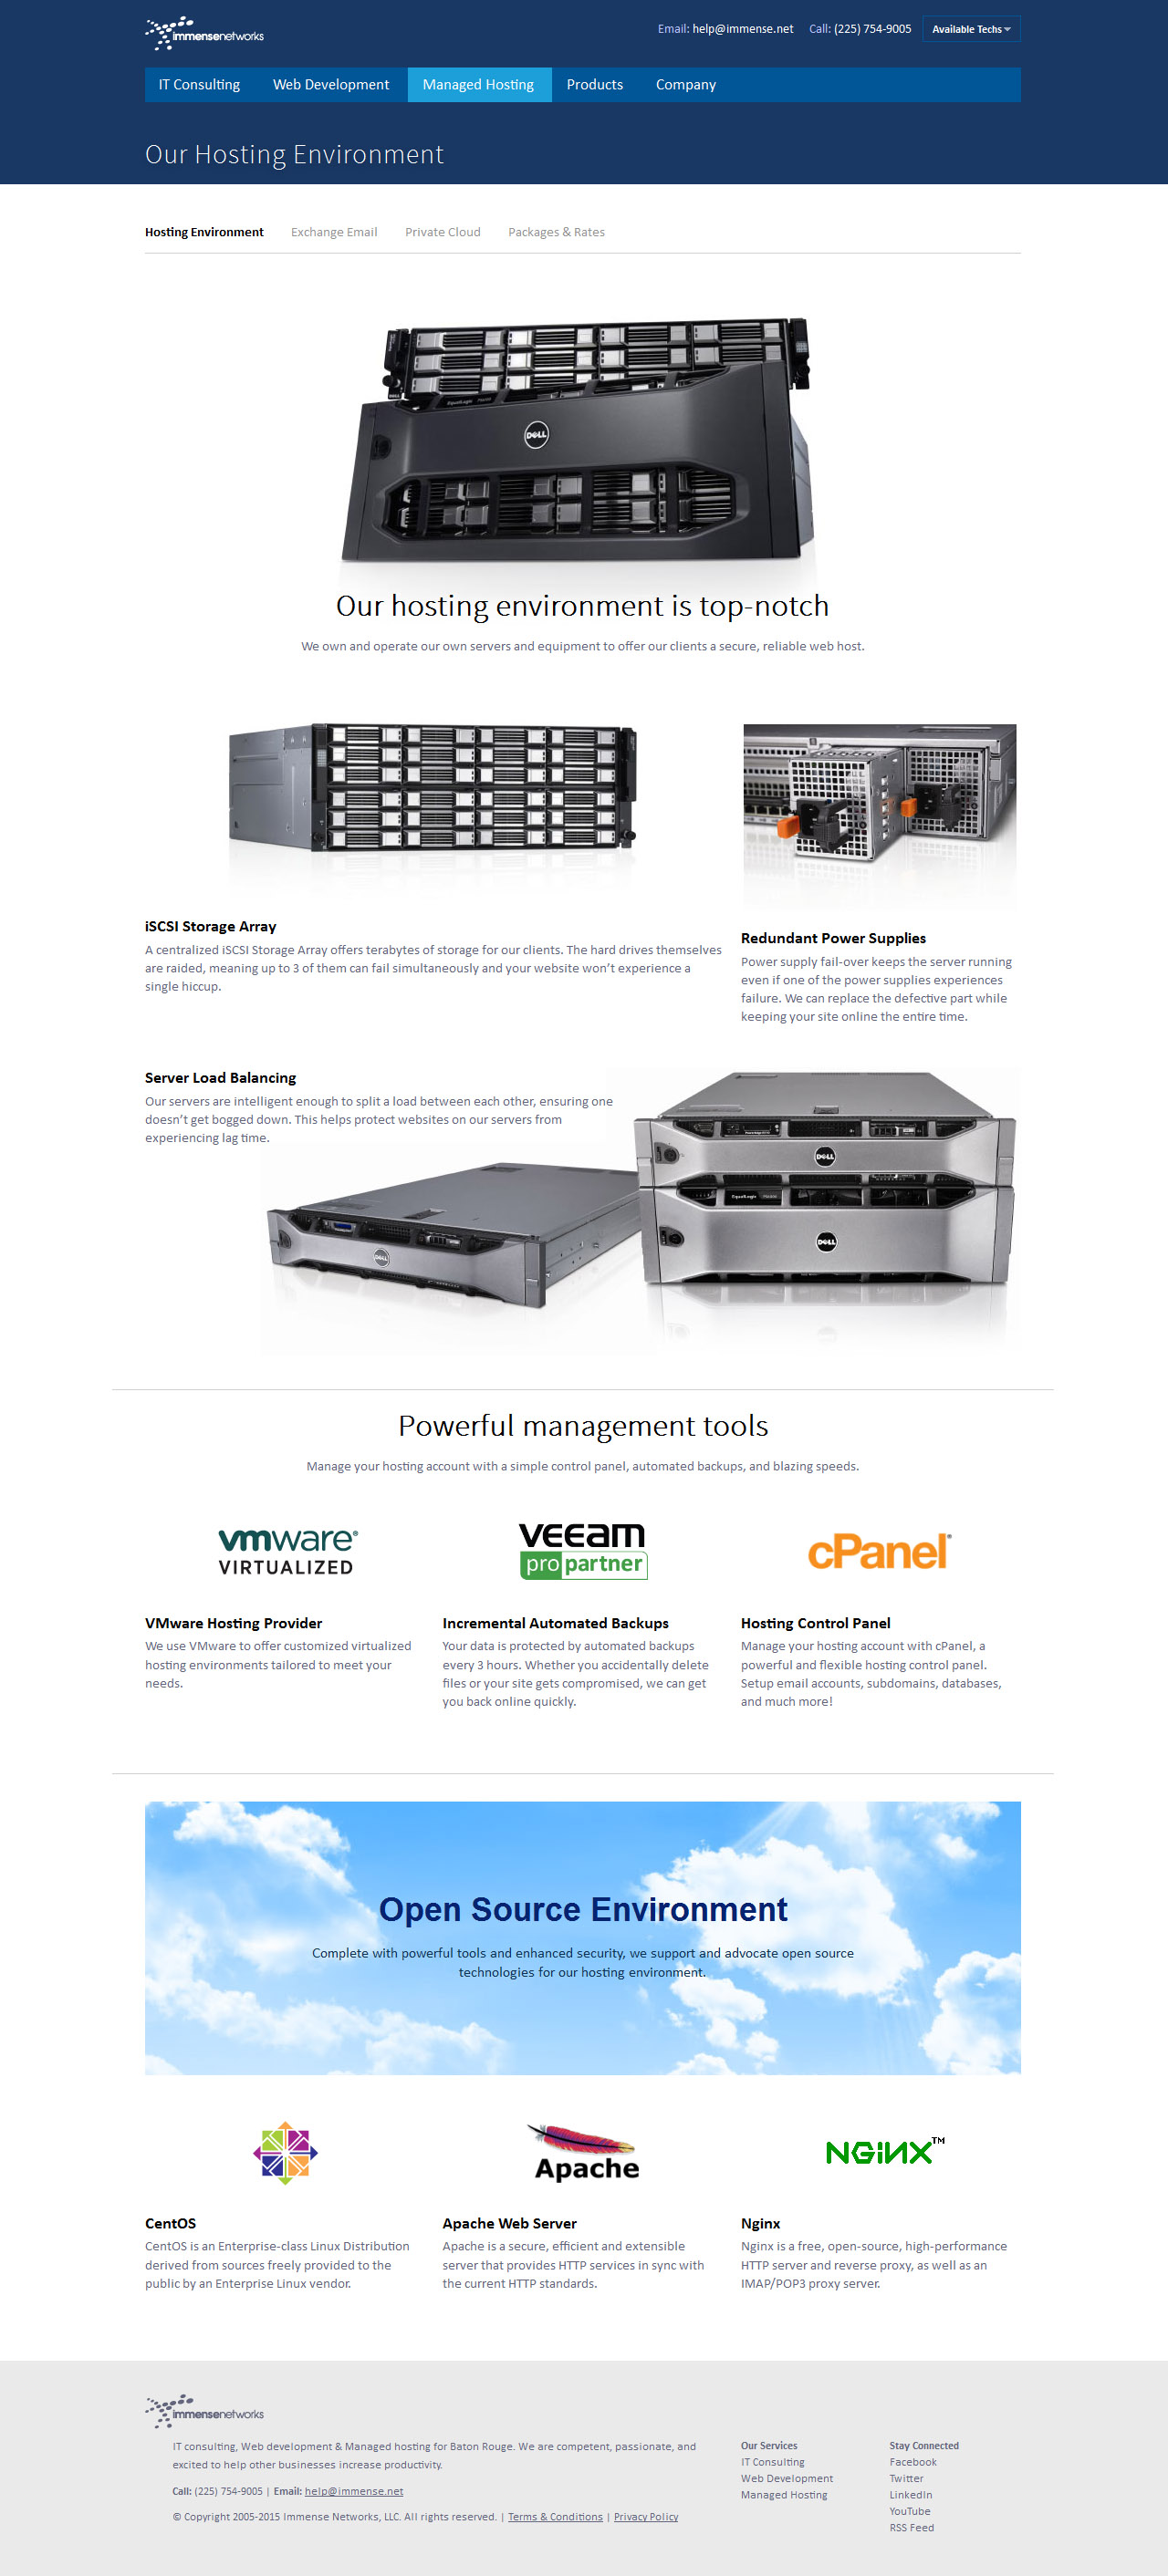 immensenetworks
Email: help@immense.net Call: (225) 754-9005 Available Techs
IT Consulting Web Development Managed Hosting Products Company
Our Hosting Environment
Hosting Environment Exchange Email Private Cloud Packages & Rates
DELL
Our hosting environment is top-notch
We own and operate our own servers and equipment to offer our clients a secure, reliable web host.
iSCSI Storage Array
A centralized iSCSI Storage Array offers terabytes of storage for our clients. The hard drives themselves
are raided, meaning up to 3 of them can fail simultaneously and your website won’t experience a
single hiccup.
Redundant Power Supplies
Power supply fail-over keeps the server running
even if one of the power supplies experiences
failure. We can replace the defective part while
keeping your site online the entire time.
Server Load Balancing
Our servers are intelligent enough to split a load between each other, ensuring one
doesn’t get bogged down. This helps protect websites on our servers from
experiencing lag time.
DELL
DELL
DELL
Powerful management tools
Manage your hosting account with a simple control panel, automated backups, and blazing speeds.
vmware®
VIRTUALIZED
veeam
pro partner
cPanel®
VMware Hosting Provider
We use VMware to offer customized virtualized
hosting environments tailored to meet your
needs.
Incremental Automated Backups
Your data is protected by automated backups
every 3 hours. Whether you accidentally delete
files or your site gets compromised, we can get
you back online quickly.
Hosting Control Panel
Manage your hosting account with cPanel, a
powerful and flexible hosting control panel.
Setup email accounts, subdomains, databases,
and much more!
Open Source Environment
Complete with powerful tools and enhanced security, we support and advocate open source
technologies for our hosting environment.
Apache
NGiNX™
CentOS
CentOS is an Enterprise-class Linux Distribution
derived from sources freely provided to the
public by an Enterprise Linux vendor.
Apache Web Server
Apache is a secure, efficient and extensible
server that provides HTTP services in sync with
the current HTTP standards.
Nginx
Nginx is a free, open-source, high-performance
HTTP server and reverse proxy, as well as an
IMAP/POP3 proxy server.
immensenetworks
IT consulting, Web development & Managed hosting for Baton Rouge. We are competent, passionate, and
excited to help other businesses increase productivity.
Call: (225) 754-9005 | Email: help@immense.net
© Copyright 2005-2015 Immense Networks, LLC. All rights reserved. | Terms & Conditions | Privacy Policy
Our Services
IT Consulting
Web Development
Managed Hosting
Stay Connected
Facebook
Twitter
LinkedIn
YouTube
RSS Feed